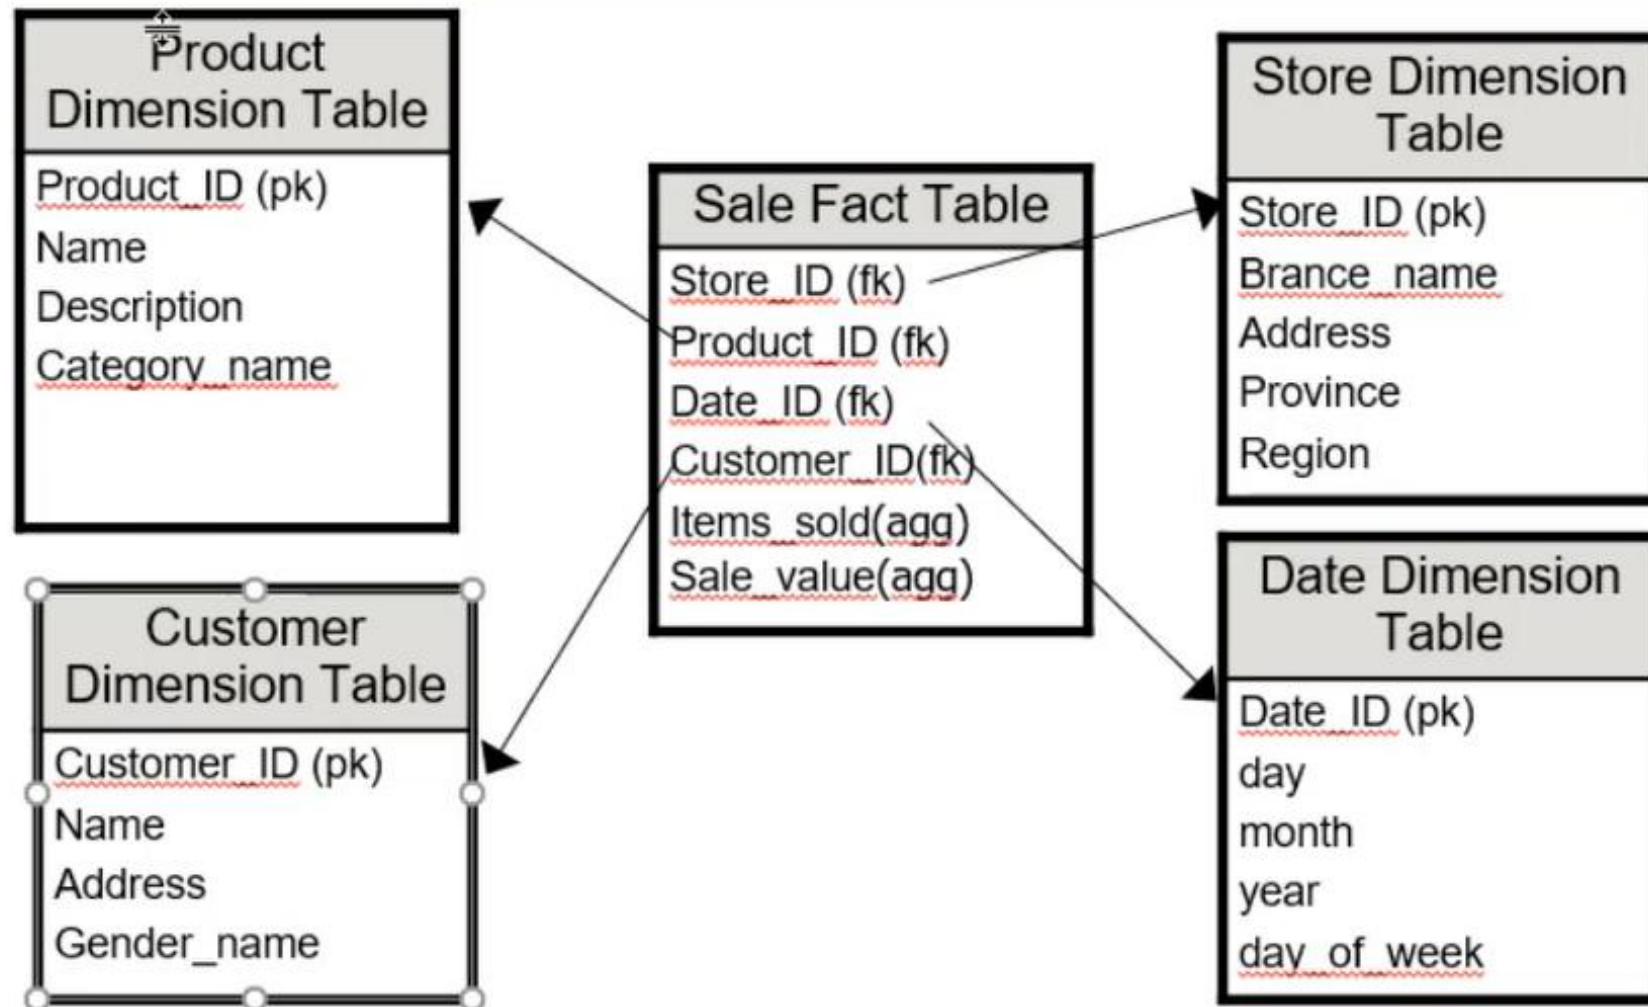 Product
Dimension Table
Product_ID (pk)
Name
Description
Category_name
Customer
Dimension Table
Customer_ID (pk)
Name
Address
Gender_name
Sale Fact Table
Store_ID (fk)
Product_ID (fk)
Date_ID (fk)
Customer_ID(fk)
Items_sold(agg)
Sale_value(agg)
Store Dimension
Table
Store_ID (pk)
Brance_name
Address
Province
Region
Date Dimension
Table
Date_ID (pk)
day
month
year
day_of_week